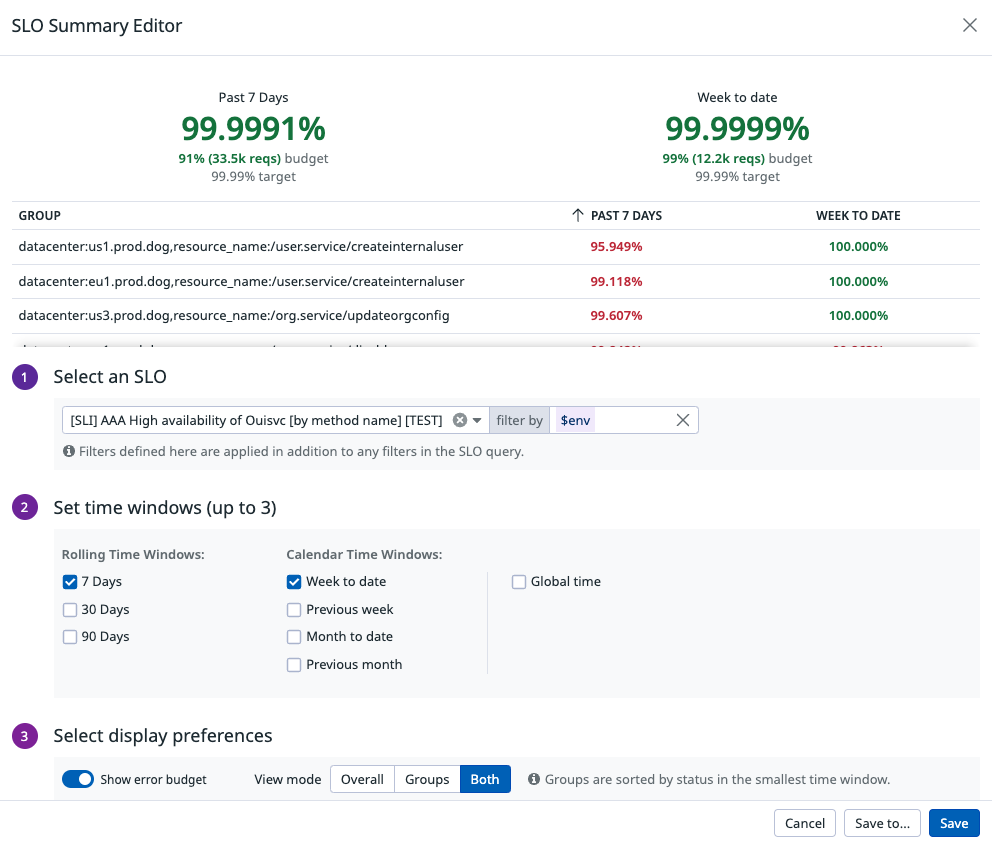 SLO Summary Editor
Past 7 Days
99.9991%
91% (33.5k reqs) budget
99.99% target
Week to date
99.9999%
99% (12.2k reqs) budget
99.99% target
GROUP PAST 7 DAYS WEEK TO DATE
datacenter:us1.prod.dog,resource_name:/user.service/createinternaluser 95.949% 100.000%
datacenter:eu1.prod.dog,resource_name:/user.service/createinternaluser 99.118% 100.000%
datacenter:us3.prod.dog,resource_name:/org.service/updateorgconfig 99.607% 100.000%
1 Select an SLO
[SLI] AAA High availability of Ouisvc [by method name] [TEST] filter by $env
Filters defined here are applied in addition to any filters in the SLO query.
2 Set time windows (up to 3)
Rolling Time Windows:
7 Days
30 Days
90 Days
Calendar Time Windows:
Week to date
Previous week
Month to date
Previous month
Global time
3 Select display preferences
Show error budget View mode Overall Groups Both Groups are sorted by status in the smallest time window.
Cancel Save to... Save